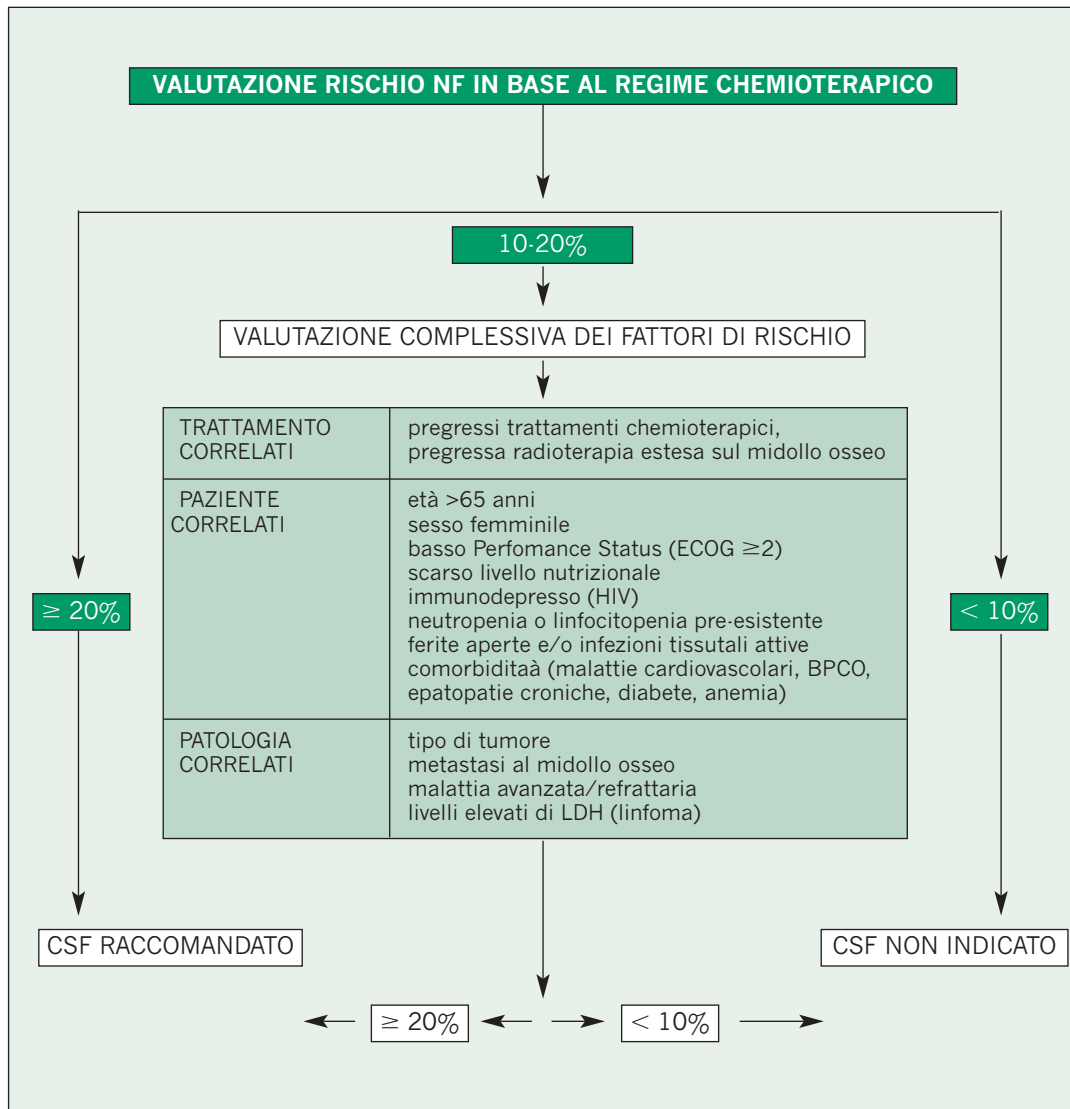 VALUTAZIONE RISCHIO NF IN BASE AL REGIME CHEMIOTERAPICO
10-20%
VALUTAZIONE COMPLESSIVA DEI FATTORI DI RISCHIO
TRATTAMENTO
CORRELATI
pregressi trattamenti chemioterapici,
pregressa radioterapia estesa sul midollo osseo
PAZIENTE
CORRELATI
età >65 anni
sesso femminile
basso Perfomance Status (ECOG ≥2)
scarso livello nutrizionale
immunodepresso (HIV)
neutropenia o linfocitopenia pre-esistente
ferite aperte e/o infezioni tissutali attive
comorbiditaà (malattie cardiovascolari, BPCO,
epatopatie croniche, diabete, anemia)
PATOLOGIA
CORRELATI
tipo di tumore
metastasi al midollo osseo
malattia avanzata/refrattaria
livelli elevati di LDH (linfoma)
≥ 20%
< 10%
CSF RACCOMANDATO
CSF NON INDICATO
≥ 20%
< 10%